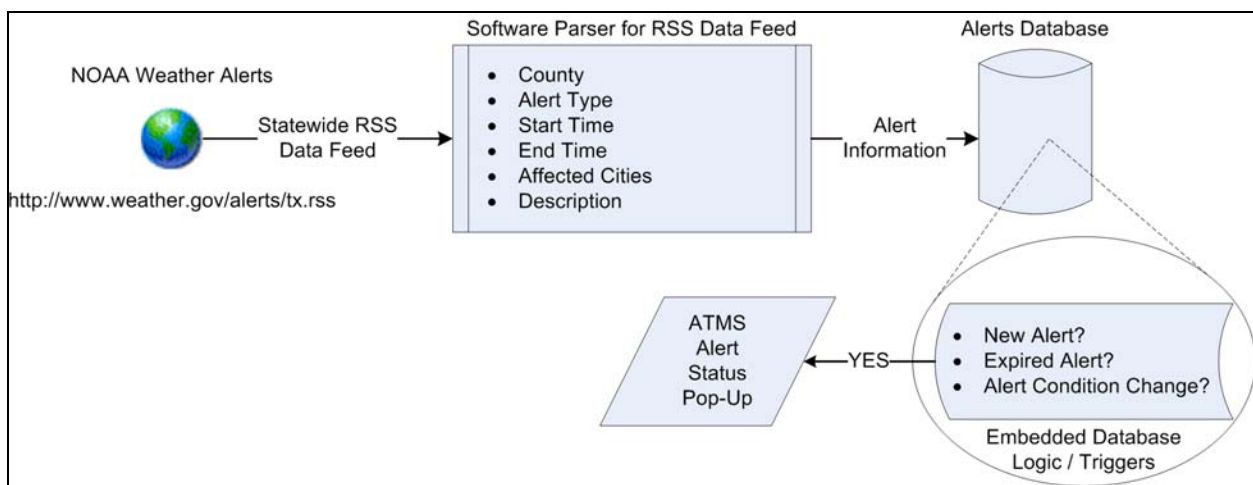 NOAA Weather Alerts
http://www.weather.gov/alerts/tx.rss
Statewide RSS
Data Feed
Software Parser for RSS Data Feed
• County
• Alert Type
• Start Time
• End Time
• Affected Cities
• Description
Alert
Information
Alerts Database
• New Alert?
• Expired Alert?
• Alert Condition Change?
Embedded Database
Logic / Triggers
YES
ATMS
Alert
Status
Pop-Up